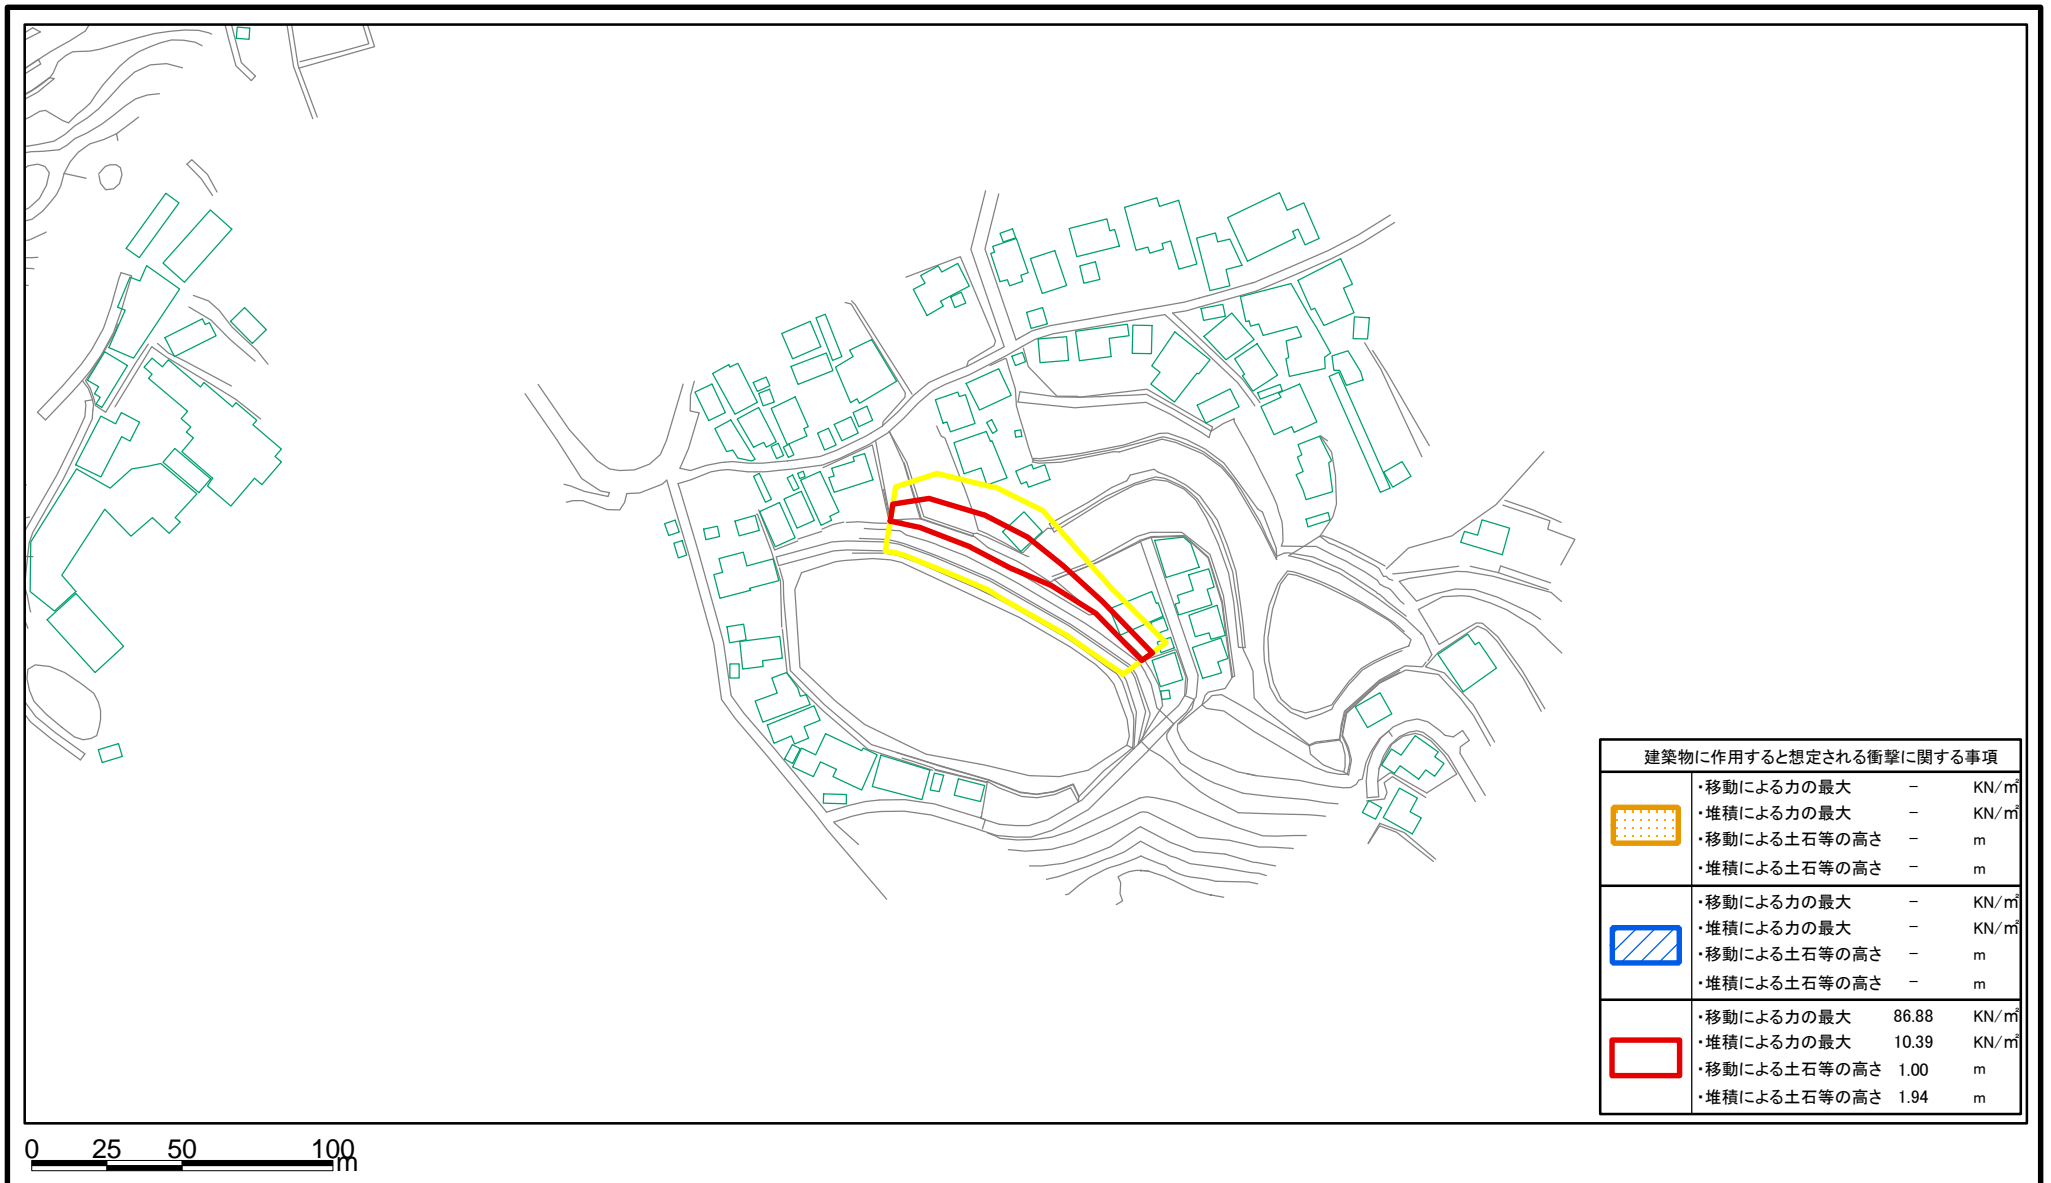 建築物に作用すると想定される衝撃に関する事項
・移動による力の最大 － KN/㎡
・堆積による力の最大 － KN/㎡
・移動による土石等の高さ － m
・堆積による土石等の高さ － m
・移動による力の最大 － KN/㎡
・堆積による力の最大 － KN/㎡
・移動による土石等の高さ － m
・堆積による土石等の高さ － m
・移動による力の最大 86.88 KN/㎡
・堆積による力の最大 10.39 KN/㎡
・移動による土石等の高さ 1.00 m
・堆積による土石等の高さ 1.94 m
0 25 50 100
m